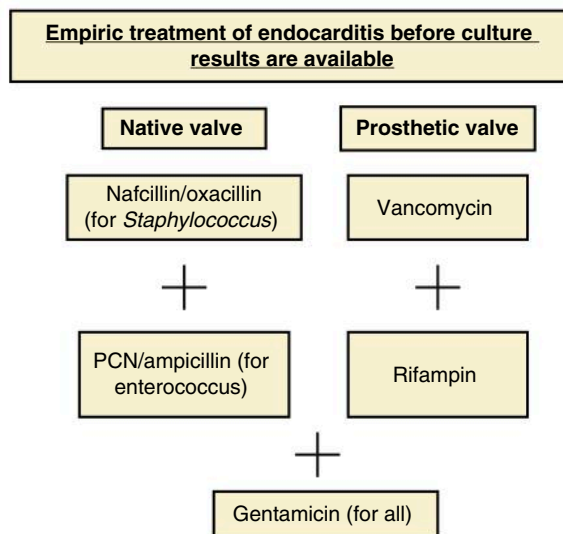 Empiric treatment of endocarditis before culture
results are available
Native valve
Prosthetic valve
Nafcillin/oxacillin
(for Staphylococcus)
Vancomycin
+
+
PCN/ampicillin (for
enterococcus)
Rifampin
+
Gentamicin (for all)